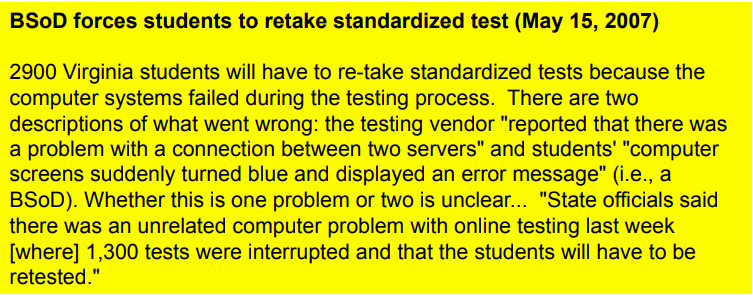 BSoD forces students to retake standardized test (May 15, 2007)
2900 Virginia students will have to re-take standardized tests because the
computer systems failed during the testing process.  There are two
descriptions of what went wrong: the testing vendor "reported that there was
a problem with a connection between two servers" and students' "computer
screens suddenly turned blue and displayed an error message" (i.e., a
BSoD). Whether this is one problem or two is unclear...  "State officials said
there was an unrelated computer problem with online testing last week
[where] 1,300 tests were interrupted and that the students will have to be
retested."